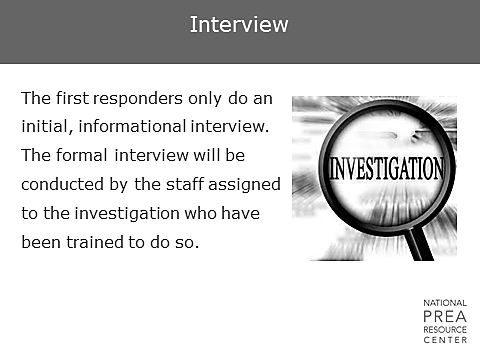 Interview
The first responders only do an
initial, informational interview.
The formal interview will be
conducted by the staff assigned
to the investigation who have
been trained to do so.
INVESTIGATION
NATIONAL
PREA
RESOURCE
CENTER